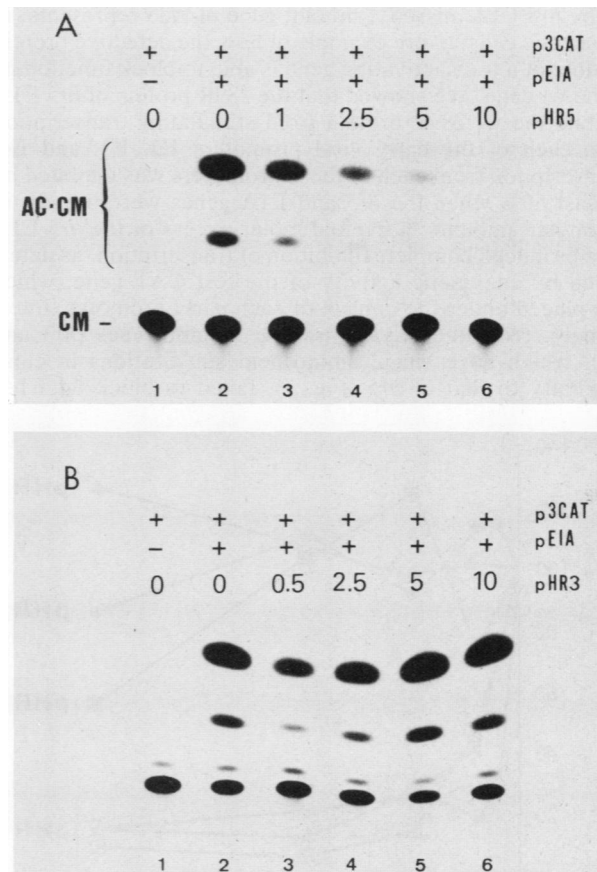 A
+ + + + + + p3CAT
− + + + + + pEIA
0 0 1 2.5 5 10 pHR5
AC·CM
CM –
1 2 3 4 5 6
B
+ + + + + + p3CAT
− + + + + + pEIA
0 0 0.5 2.5 5 10 pHR3
1 2 3 4 5 6